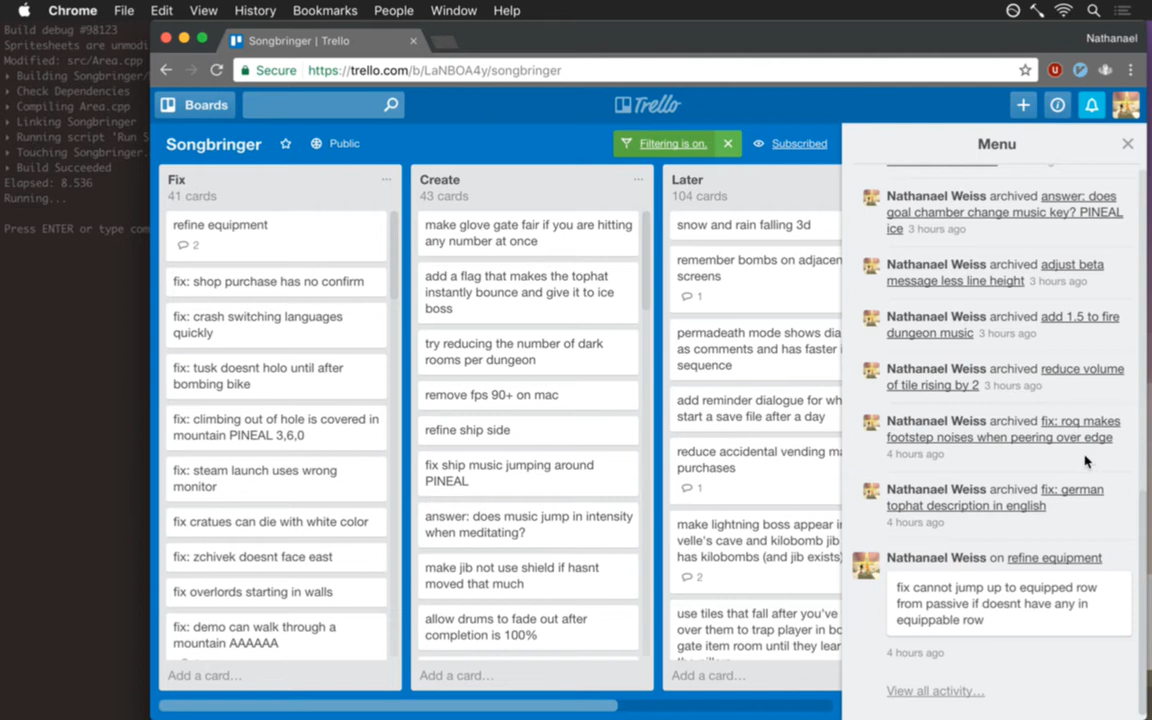 Chrome File Edit View History Bookmarks People Window Help
Build debug #98123
Spritesheets are unmodi
Modified: src/Area.cpp
Building Songbringer/
Check Dependencies
Compiling Area.cpp
Linking Songbringer
Running script 'Run S
Touching Songbringer.
Build Succeeded
Elapsed: 8.536
Running...
Press ENTER or type com
Songbringer | Trello
Nathanael
Secure https://trello.com/b/LaNBOA4y/songbringer
Boards
Trello
Songbringer
Public
Filtering is on.
Subscribed
Fix
41 cards
refine equipment
2
fix: shop purchase has no confirm
fix: crash switching languages
quickly
fix: tusk doesnt holo until after
bombing bike
fix: climbing out of hole is covered in
mountain PINEAL 3,6,0
fix: steam launch uses wrong
monitor
fix cratues can die with white color
fix: zchivek doesnt face east
fix overlords starting in walls
fix: demo can walk through a
mountain AAAAAA
Add a card...
Create
43 cards
make glove gate fair if you are hitting
any number at once
add a flag that makes the tophat
instantly bounce and give it to ice
boss
try reducing the number of dark
rooms per dungeon
remove fps 90+ on mac
refine ship side
fix ship music jumping around
PINEAL
answer: does music jump in intensity
when meditating?
make jib not use shield if hasnt
moved that much
allow drums to fade out after
completion is 100%
Add a card...
Later
104 cards
snow and rain falling 3d
remember bombs on adjacen
screens
1
permadeath mode shows dia
as comments and has faster i
sequence
add reminder dialogue for wh
start a save file after a day
reduce accidental vending ma
purchases
1
make lightning boss appear in
velle's cave and kilobomb jib
has kilobombs (and jib exists)
2
use tiles that fall after you've
over them to trap player in bo
gate item room until they lear
Add a card...
Menu
Nathanael Weiss archived answer: does
goal chamber change music key? PINEAL
ice 3 hours ago
Nathanael Weiss archived adjust beta
message less line height 3 hours ago
Nathanael Weiss archived add 1.5 to fire
dungeon music 3 hours ago
Nathanael Weiss archived reduce volume
of tile rising by 2 3 hours ago
Nathanael Weiss archived fix: roq makes
footstep noises when peering over edge
4 hours ago
Nathanael Weiss archived fix: german
tophat description in english
4 hours ago
Nathanael Weiss on refine equipment
fix cannot jump up to equipped row
from passive if doesnt have any in
equippable row
4 hours ago
View all activity...